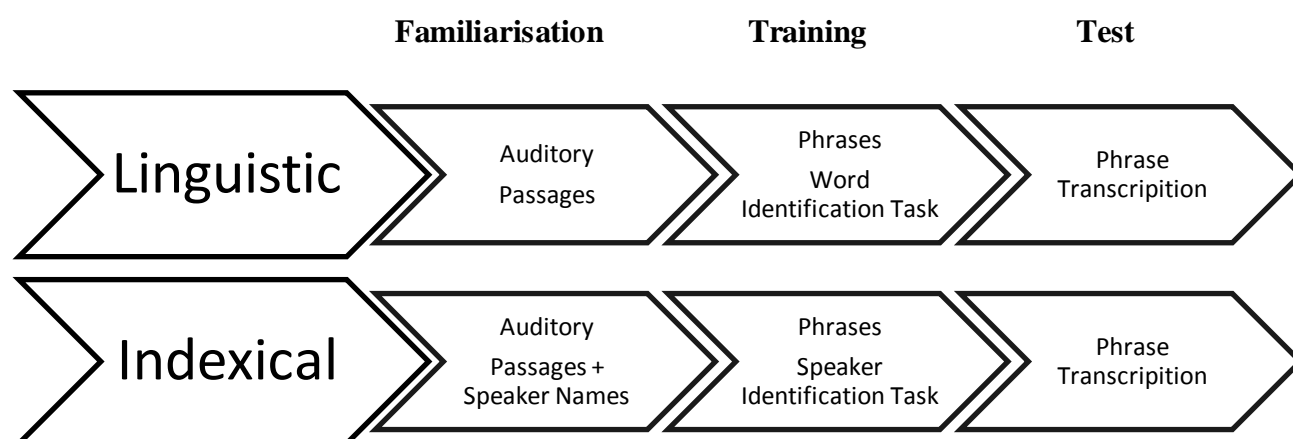 Familiarisation Training Test
Linguistic
Auditory
Passages
Phrases
Word
Identification Task
Phrase
Transcripition
Indexical
Auditory
Passages +
Speaker Names
Phrases
Speaker
Identification Task
Phrase
Transcripition